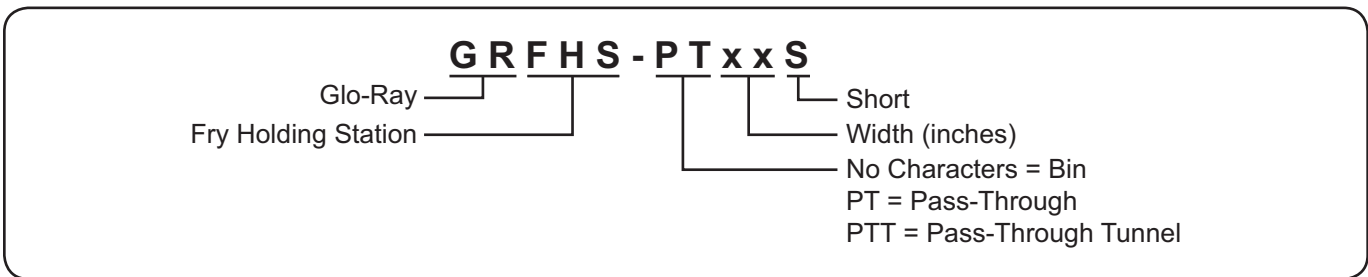 GRFHS-PTxxS
Glo-Ray
Fry Holding Station
Short
Width (inches)
No Characters = Bin
PT = Pass-Through
PTT = Pass-Through Tunnel